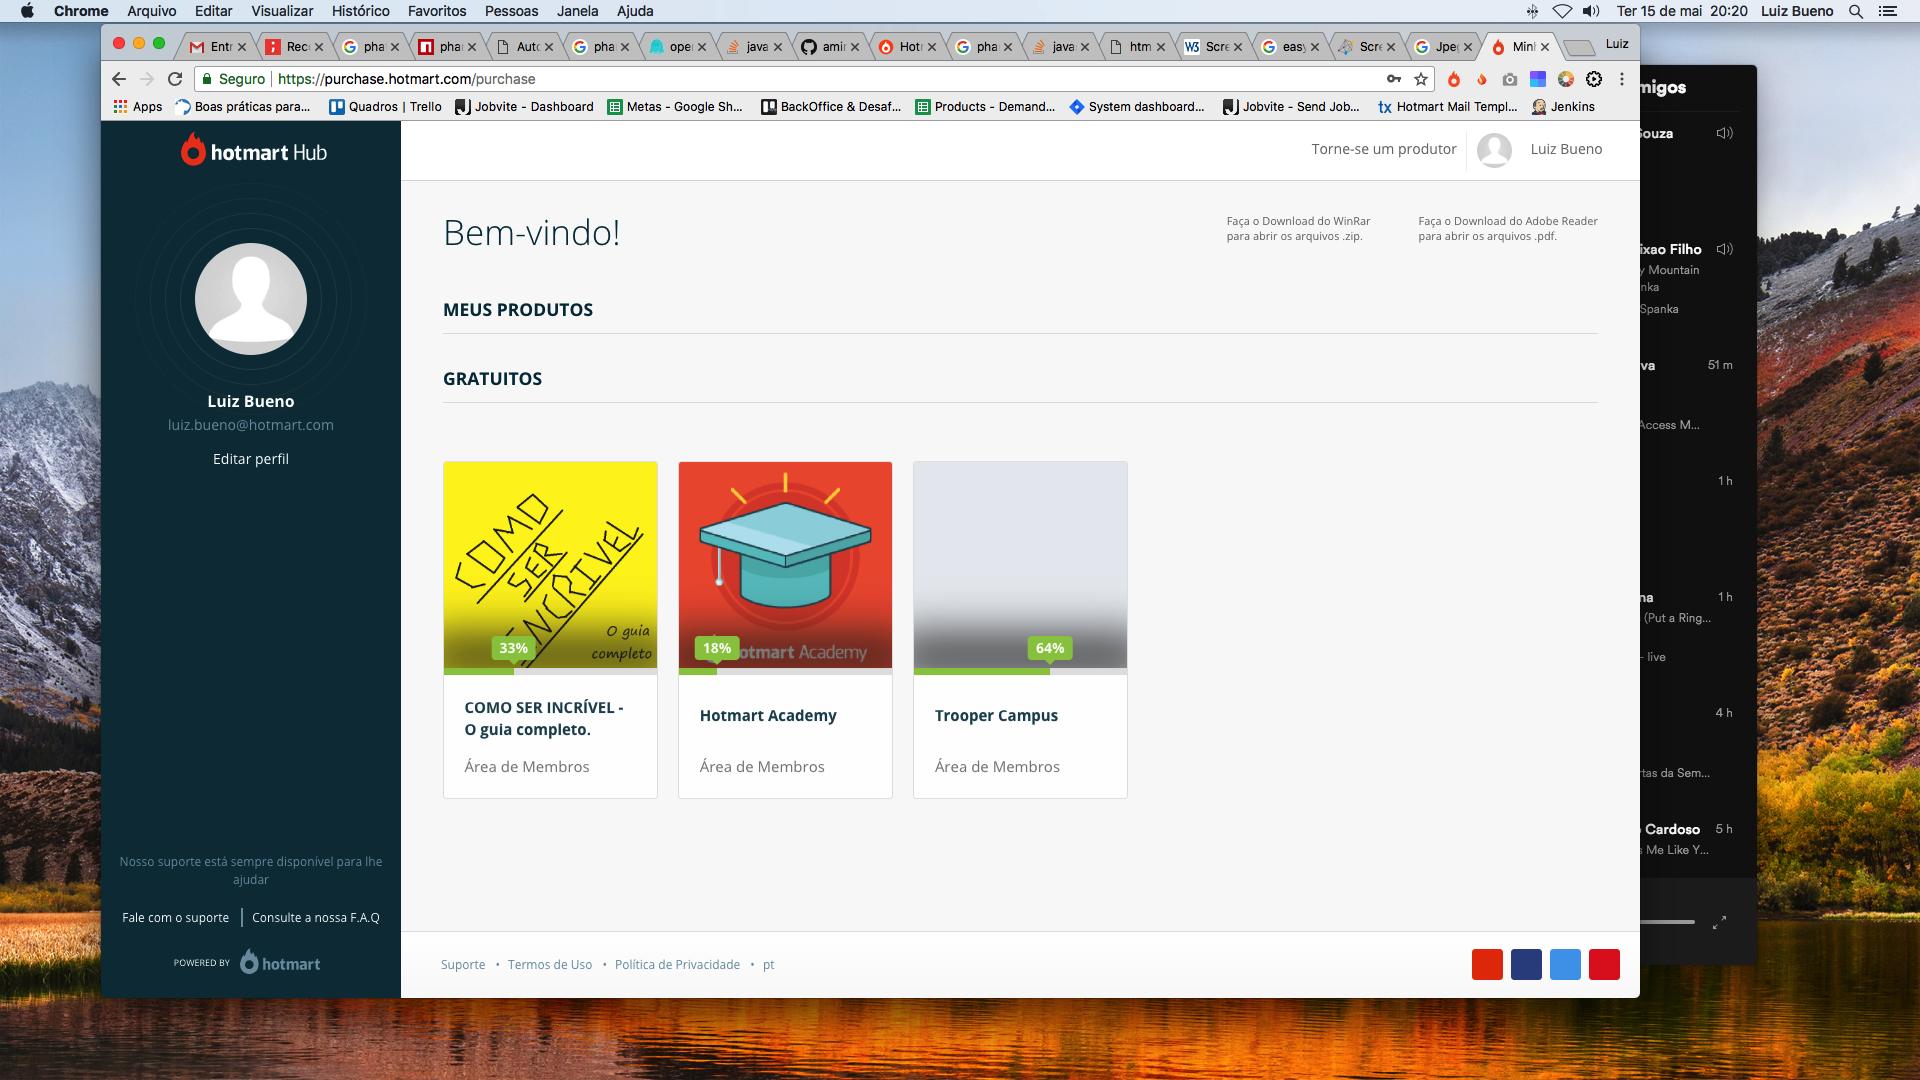 Chrome Arquivo Editar Visualizar Histórico Favoritos Pessoas Janela Ajuda
Ter 15 de mai 20:20 Luiz Bueno
Entr Rec pha phan Auto pha oper java amir Hotm pha java htm Scre easy Scre Jpeg Minh Luiz
Seguro https://purchase.hotmart.com/purchase
Apps Boas práticas para... Quadros | Trello Jobvite - Dashboard Metas - Google Sh... BackOffice & Desaf... Products - Demand... System dashboard... Jobvite - Send Job... tx Hotmart Mail Templ... Jenkins
hotmart Hub
Torne-se um produtor
Luiz Bueno
Bem-vindo!
Faça o Download do WinRar
para abrir os arquivos .zip.
Faça o Download do Adobe Reader
para abrir os arquivos .pdf.
MEUS PRODUTOS
GRATUITOS
Luiz Bueno
luiz.bueno@hotmart.com
Editar perfil
COMO
SER
INCRIVEL
O guia
completo
33%
COMO SER INCRÍVEL -
O guia completo.
Área de Membros
hotmart Academy
18%
Hotmart Academy
Área de Membros
64%
Trooper Campus
Área de Membros
Nosso suporte está sempre disponível para lhe
ajudar
Fale com o suporte
Consulte a nossa F.A.Q
POWERED BY hotmart
Suporte • Termos de Uso • Política de Privacidade • pt
migos
Souza
ixao Filho
y Mountain
nka
Spanka
va 51 m
Access M...
1 h
na 1 h
(Put a Ring...
- live
4 h
rtas da Sem...
Cardoso 5 h
s Me Like Y...